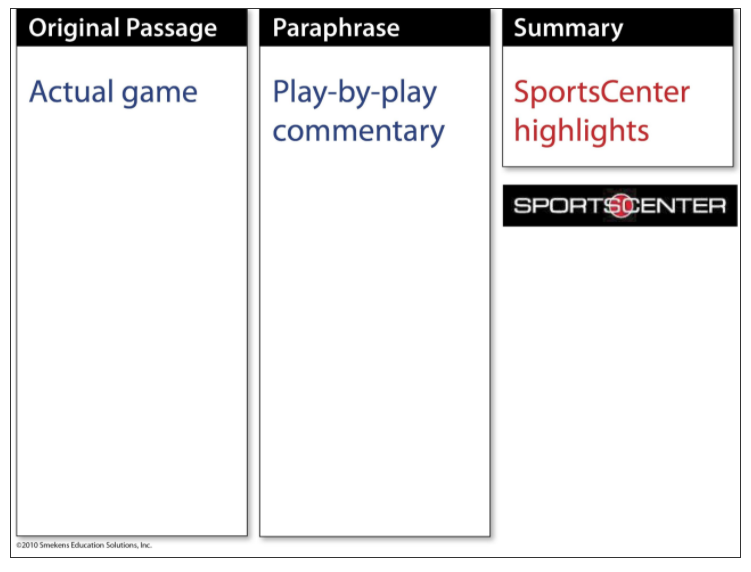 Original Passage
Actual game
Paraphrase
Play-by-play
commentary
Summary
SportsCenter
highlights
SPORTSCENTER
©2010 Smekens Education Solutions, Inc.